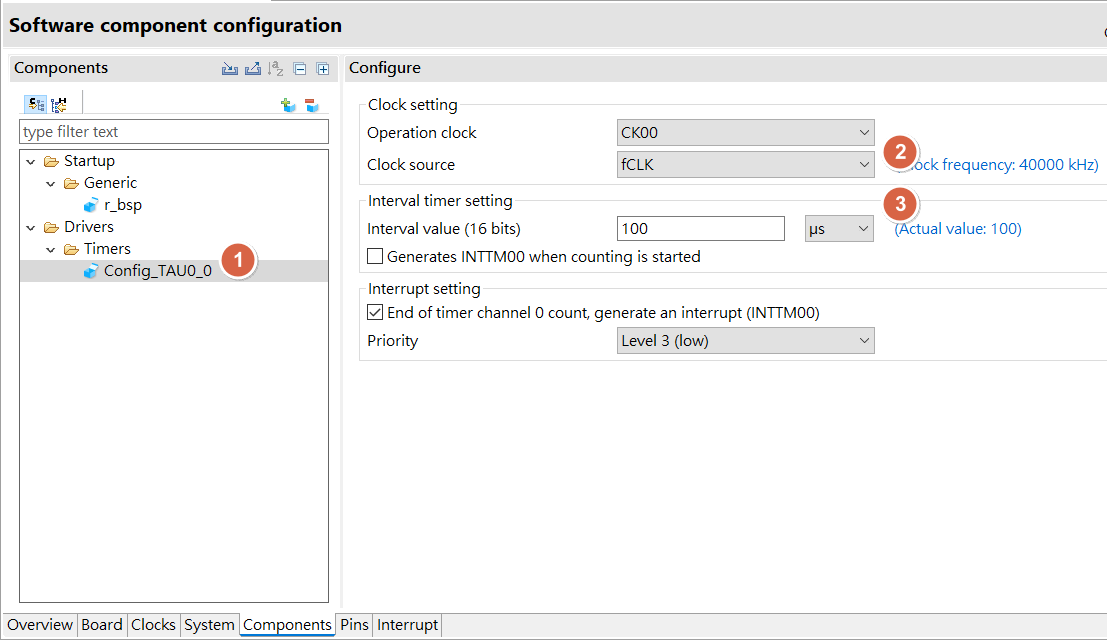 Software component configuration
Components
Configure
type filter text
Startup
Generic
r_bsp
Drivers
Timers
Config_TAU0_0
1
Clock setting
Operation clock
CK00
Clock source
fCLK
2
ock frequency: 40000 kHz)
Interval timer setting
3
Interval value (16 bits)
100
µs
(Actual value: 100)
Generates INTTM00 when counting is started
Interrupt setting
End of timer channel 0 count, generate an interrupt (INTTM00)
Priority
Level 3 (low)
Overview
Board
Clocks
System
Components
Pins
Interrupt